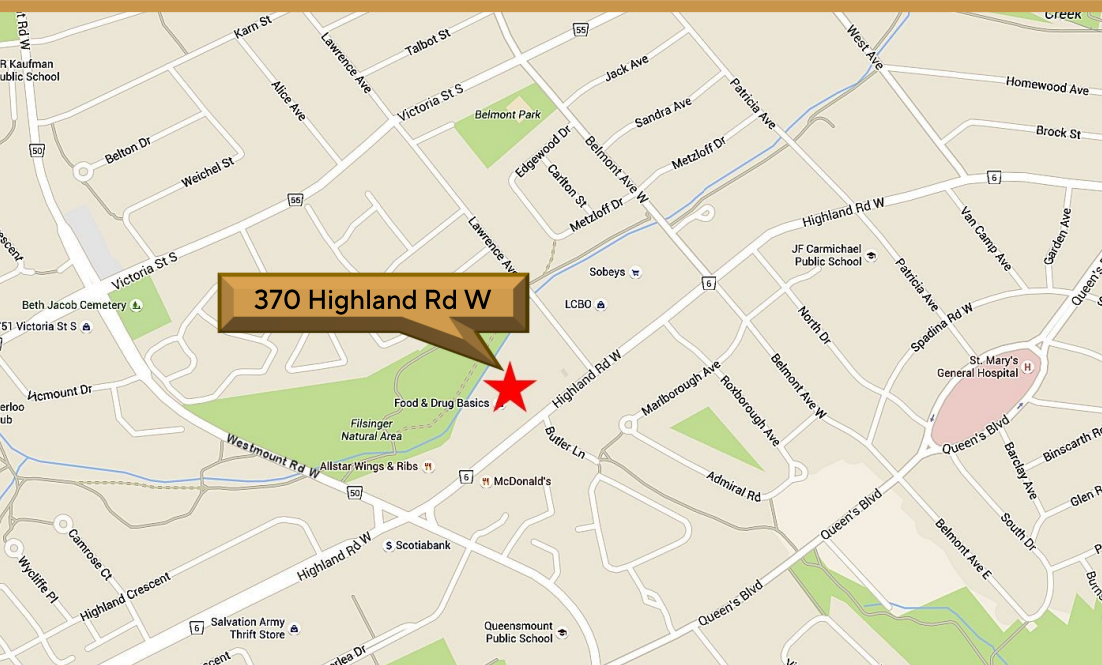 Creek
Karn St
Lawrence Ave
Talbot St
55
West Ave
R Kaufman
Public School
Jack Ave
Homewood Ave
Alice Ave
Victoria St S
Patricia Ave
Belmont Park
Sandra Ave
Brock St
50
Belton Dr
Edgewood Dr
Belmont Ave W
Metzloff Dr
Weichel St
Carlton St
6
55
Metzloff Dr
Highland Rd W
Van Camp Ave
Garden Ave
Lawrence Ave
JF Carmichael
Public School
Victoria St S
Sobeys
Patricia Ave
Queen's
6
370 Highland Rd W
Beth Jacob Cemetery
LCBO
751 Victoria St S
North Dr
Spadina Rd W
St. Mary's
General Hospital
Highland Rd W
Belmont Ave W
Marlborough Ave
Roxborough Ave
Food & Drug Basics
Filsinger
Natural Area
Butler Ln
Queen's Blvd
Westmount Rd W
Allstar Wings & Ribs
Barclay Ave
Binscarth
6
McDonald's
50
Admiral Rd
Glen R
Queen's Blvd
South Dr
Belmont Ave E
Camrose Ct
Scotiabank
Highland Rd W
Wycliffe Pl
Highland Crescent
Queen's Blvd
6
Salvation Army
Thrift Store
Queensmount
Public School